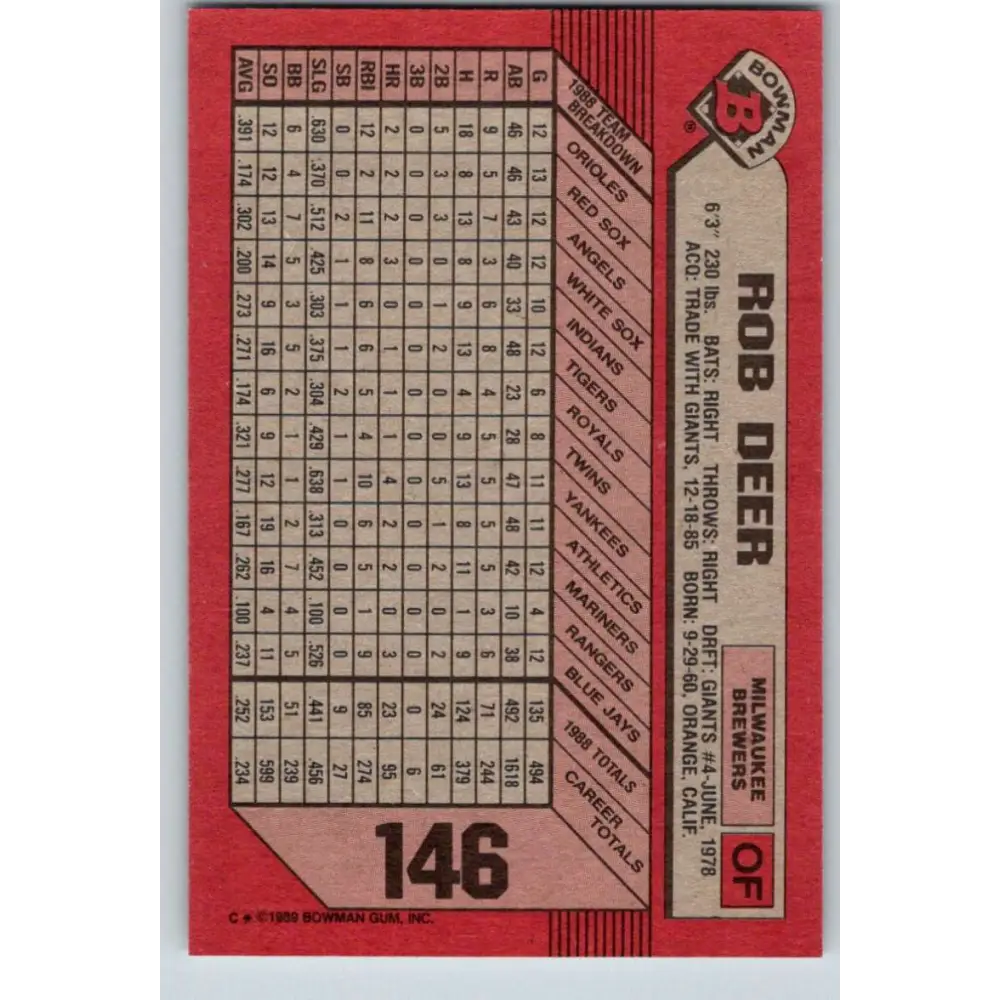 BOWMAN
B
®
ROB DEER
MILWAUKEE
BREWERS
OF
6'3" 230 lbs. BATS: RIGHT THROWS: RIGHT DRFT: GIANTS #4-JUNE, 1978
ACQ: TRADE WITH GIANTS, 12-18-85 BORN: 9-29-60, ORANGE, CALIF.
1988 TEAM BREAKDOWN G AB R H 2B 3B HR RBI SB SLG BB SO AVG
ORIOLES 12 46 9 18 5 0 2 12 0 .630 6 12 .391
RED SOX 13 46 5 8 3 0 2 2 0 .370 4 12 .174
ANGELS 12 43 7 13 3 0 2 11 2 .512 7 13 .302
WHITE SOX 12 40 3 8 0 0 3 8 1 .425 5 14 .200
INDIANS 10 33 6 9 1 0 0 6 1 .303 3 9 .273
TIGERS 12 48 8 13 2 0 1 6 1 .375 5 16 .271
ROYALS 6 23 4 4 0 0 1 5 2 .304 2 6 .174
TWINS 8 28 5 9 0 0 1 4 1 .429 1 9 .321
YANKEES 11 47 5 13 5 0 4 10 1 .638 1 12 .277
ATHLETICS 11 48 5 8 1 0 2 6 0 .313 2 19 .167
MARINERS 12 42 5 11 2 0 2 5 0 .452 7 16 .262
RANGERS 4 10 3 1 0 0 0 1 0 .100 4 4 .100
BLUE JAYS 12 38 6 9 2 0 3 9 0 .526 5 11 .237
1988 TOTALS 135 492 71 124 24 0 23 85 9 .441 51 153 .252
CAREER TOTALS 494 1618 244 379 61 6 95 274 27 .456 239 599 .234
146
C * ©1989 BOWMAN GUM, INC.